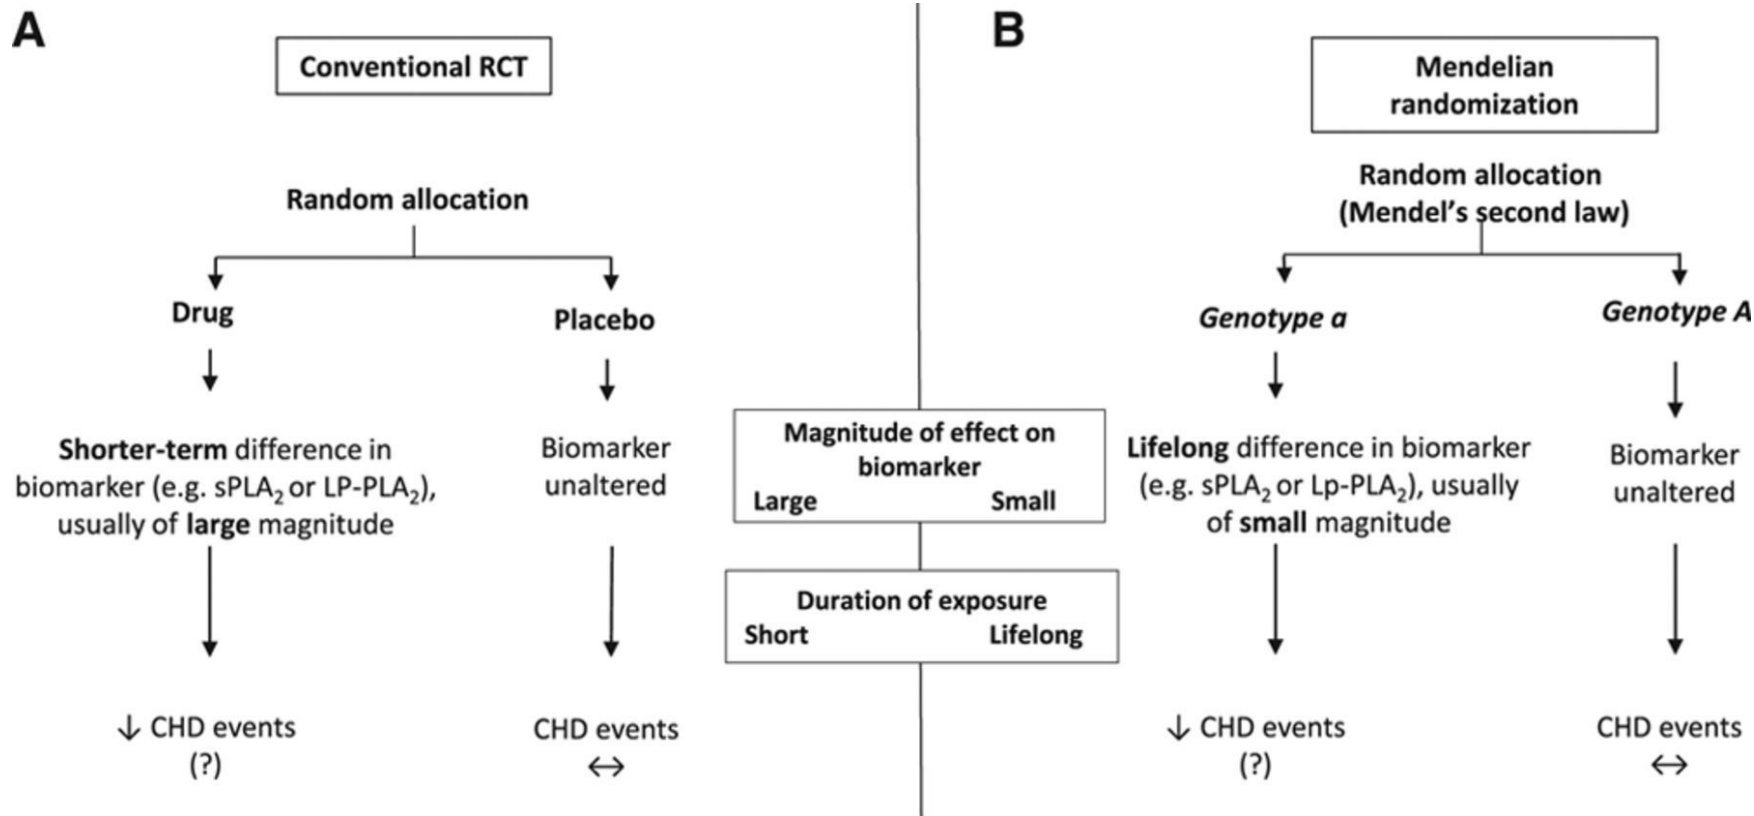 A
Conventional RCT
Random allocation
Drug
Placebo
Shorter-term difference in
biomarker (e.g. sPLA₂ or LP-PLA₂),
usually of large magnitude
Biomarker
unaltered
↓ CHD events
(?)
CHD events
↔
Magnitude of effect on
biomarker
Large Small
Duration of exposure
Short Lifelong
B
Mendelian
randomization
Random allocation
(Mendel's second law)
Genotype a
Genotype A
Lifelong difference in biomarker
(e.g. sPLA₂ or Lp-PLA₂), usually
of small magnitude
Biomarker
unaltered
↓ CHD events
(?)
CHD events
↔